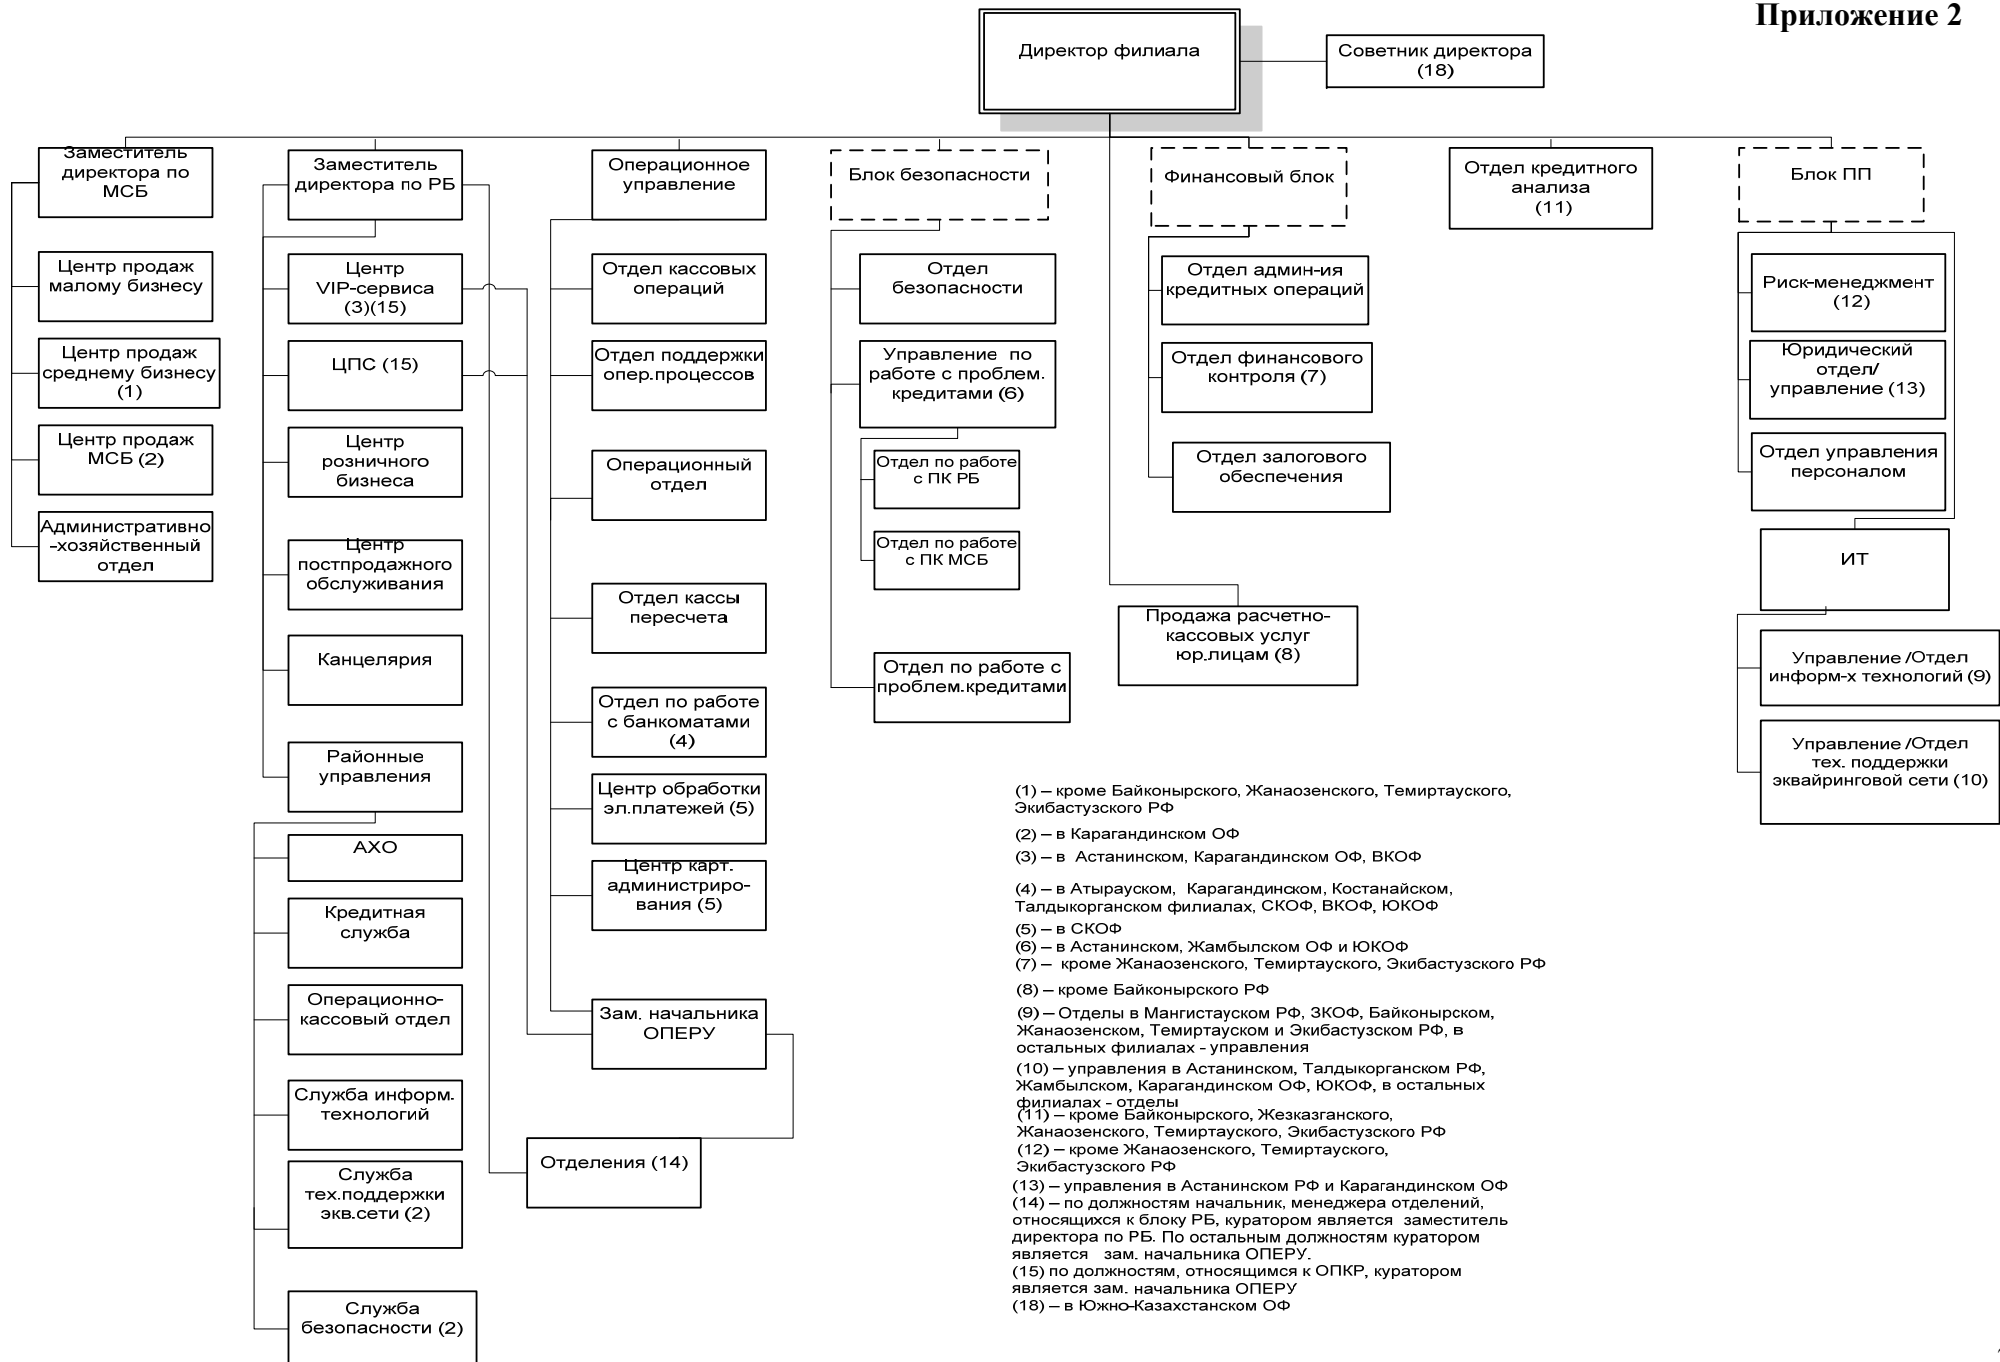 Приложение 2
Директор филиала
Советник директора
(18)
Заместитель
директора по
МСБ
Центр продаж
малому бизнесу
Центр продаж
среднему бизнесу
(1)
Центр продаж
МСБ (2)
Административно
-хозяйственный
отдел
Заместитель
директора по РБ
Центр
VIP-сервиса
(3)(15)
ЦПС (15)
Центр
розничного
бизнеса
Центр
постпродажного
обслуживания
Канцелярия
Районные
управления
АХО
Кредитная
служба
Операционно-
кассовый отдел
Служба информ.
технологий
Служба
тех.поддержки
экв.сети (2)
Служба
безопасности (2)
Операционное
управление
Отдел кассовых
операций
Отдел поддержки
опер.процессов
Операционный
отдел
Отдел кассы
пересчета
Отдел по работе
с банкоматами
(4)
Центр обработки
эл.платежей (5)
Центр карт.
администриро-
вания (5)
Зам. начальника
ОПЕРУ
Отделения (14)
Блок безопасности
Отдел
безопасности
Управление по
работе с проблем.
кредитами (6)
Отдел по работе
с ПК РБ
Отдел по работе
с ПК МСБ
Отдел по работе с
проблем.кредитами
Финансовый блок
Отдел админ-ия
кредитных операций
Отдел финансового
контроля (7)
Отдел залогового
обеспечения
Продажа расчетно-
кассовых услуг
юр.лицам (8)
Отдел кредитного
анализа
(11)
Блок ПП
Риск-менеджмент
(12)
Юридический
отдел/
управление (13)
Отдел управления
персоналом
ИТ
Управление /Отдел
информ-х технологий (9)
Управление /Отдел
тех. поддержки
эквайринговой сети (10)
(1) – кроме Байконырского, Жанаозенского, Темиртауского,
Экибастузского РФ
(2) – в Карагандинском ОФ
(3) – в Астанинском, Карагандинском ОФ, ВКОФ
(4) – в Атырауском, Карагандинском, Костанайском,
Талдыкорганском филиалах, СКОФ, ВКОФ, ЮКОФ
(5) – в СКОФ
(6) – в Астанинском, Жамбылском ОФ и ЮКОФ
(7) – кроме Жанаозенского, Темиртауского, Экибастузского РФ
(8) – кроме Байконырского РФ
(9) – Отделы в Мангистауском РФ, ЗКОФ, Байконырском,
Жанаозенском, Темиртауском и Экибастузском РФ, в
остальных филиалах - управления
(10) – управления в Астанинском, Талдыкорганском РФ,
Жамбылском, Карагандинском ОФ, ЮКОФ, в остальных
филиалах - отделы
(11) – кроме Байконырского, Жезказганского,
Жанаозенского, Темиртауского, Экибастузского РФ
(12) – кроме Жанаозенского, Темиртауского,
Экибастузского РФ
(13) – управления в Астанинском РФ и Карагандинском ОФ
(14) – по должностям начальник, менеджера отделений,
относящихся к блоку РБ, куратором является заместитель
директора по РБ. По остальным должностям куратором
является зам. начальника ОПЕРУ.
(15) по должностям, относящимся к ОПКР, куратором
является зам. начальника ОПЕРУ
(18) – в Южно-Казахстанском ОФ